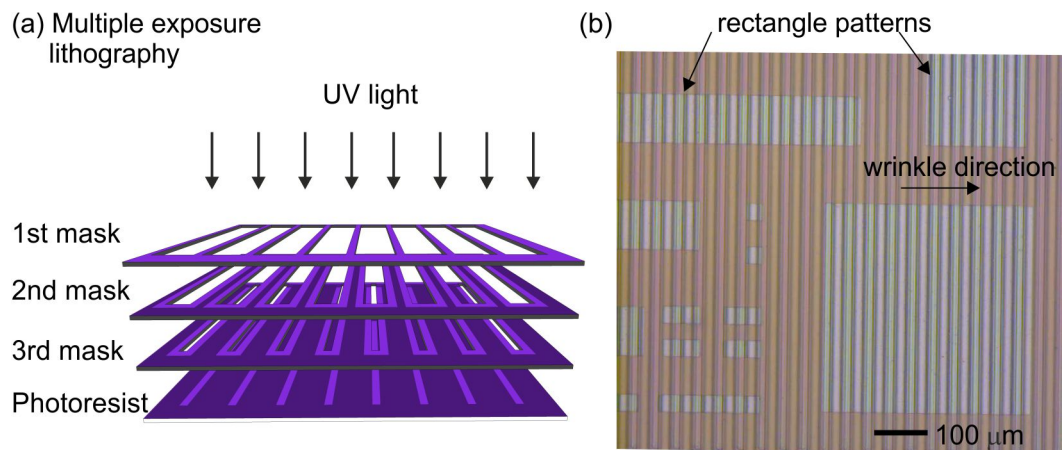 (a) Multiple exposure
lithography
UV light
1st mask
2nd mask
3rd mask
Photoresist
(b)
rectangle patterns
wrinkle direction
100 μm